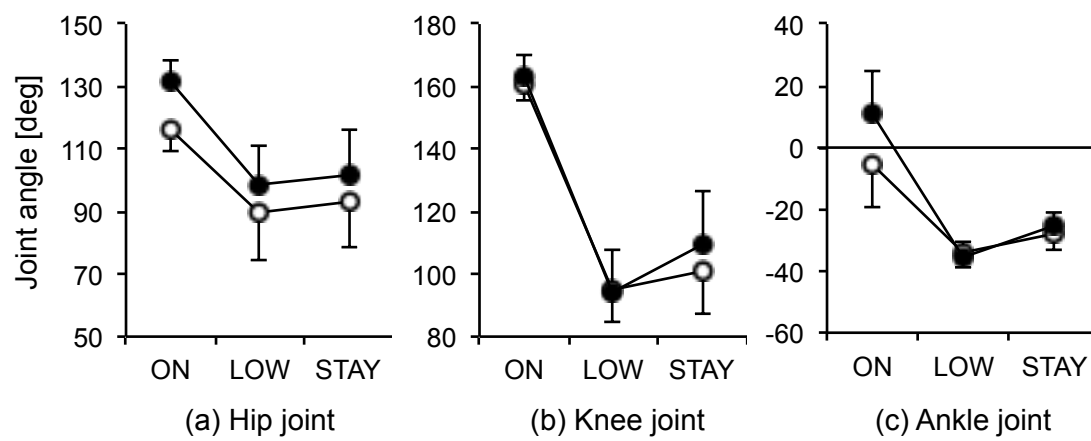 Joint angle [deg]
150
130
110
90
70
50
ON LOW STAY
(a) Hip joint
180
160
140
120
100
80
ON LOW STAY
(b) Knee joint
40
20
0
-20
-40
-60
ON LOW STAY
(c) Ankle joint